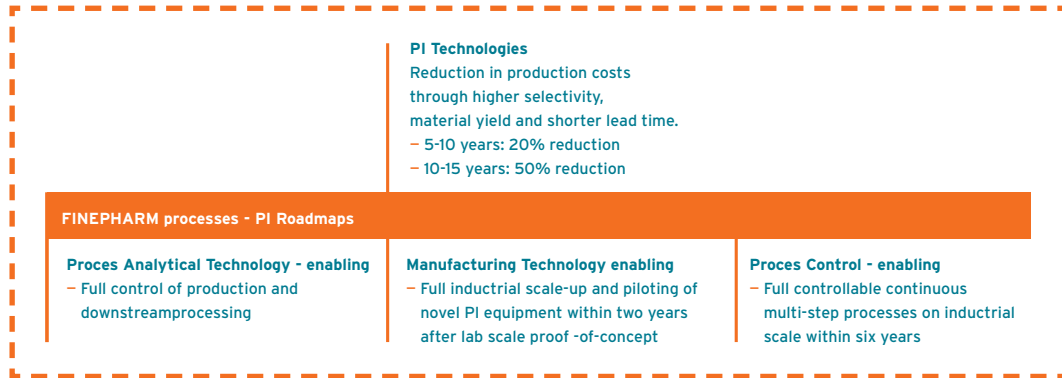 PI Technologies
Reduction in production costs
through higher selectivity,
material yield and shorter lead time.
– 5-10 years: 20% reduction
– 10-15 years: 50% reduction
FINEPHARM processes - PI Roadmaps
Proces Analytical Technology - enabling
– Full control of production and
downstreamprocessing
Manufacturing Technology enabling
– Full inductrial scale-up and piloting of
novel PI equipment within two years
after lab scale proof -of-concept
Proces Control - enabling
– Full controllable continuous
multi-step processes on inductrial
scale within six years